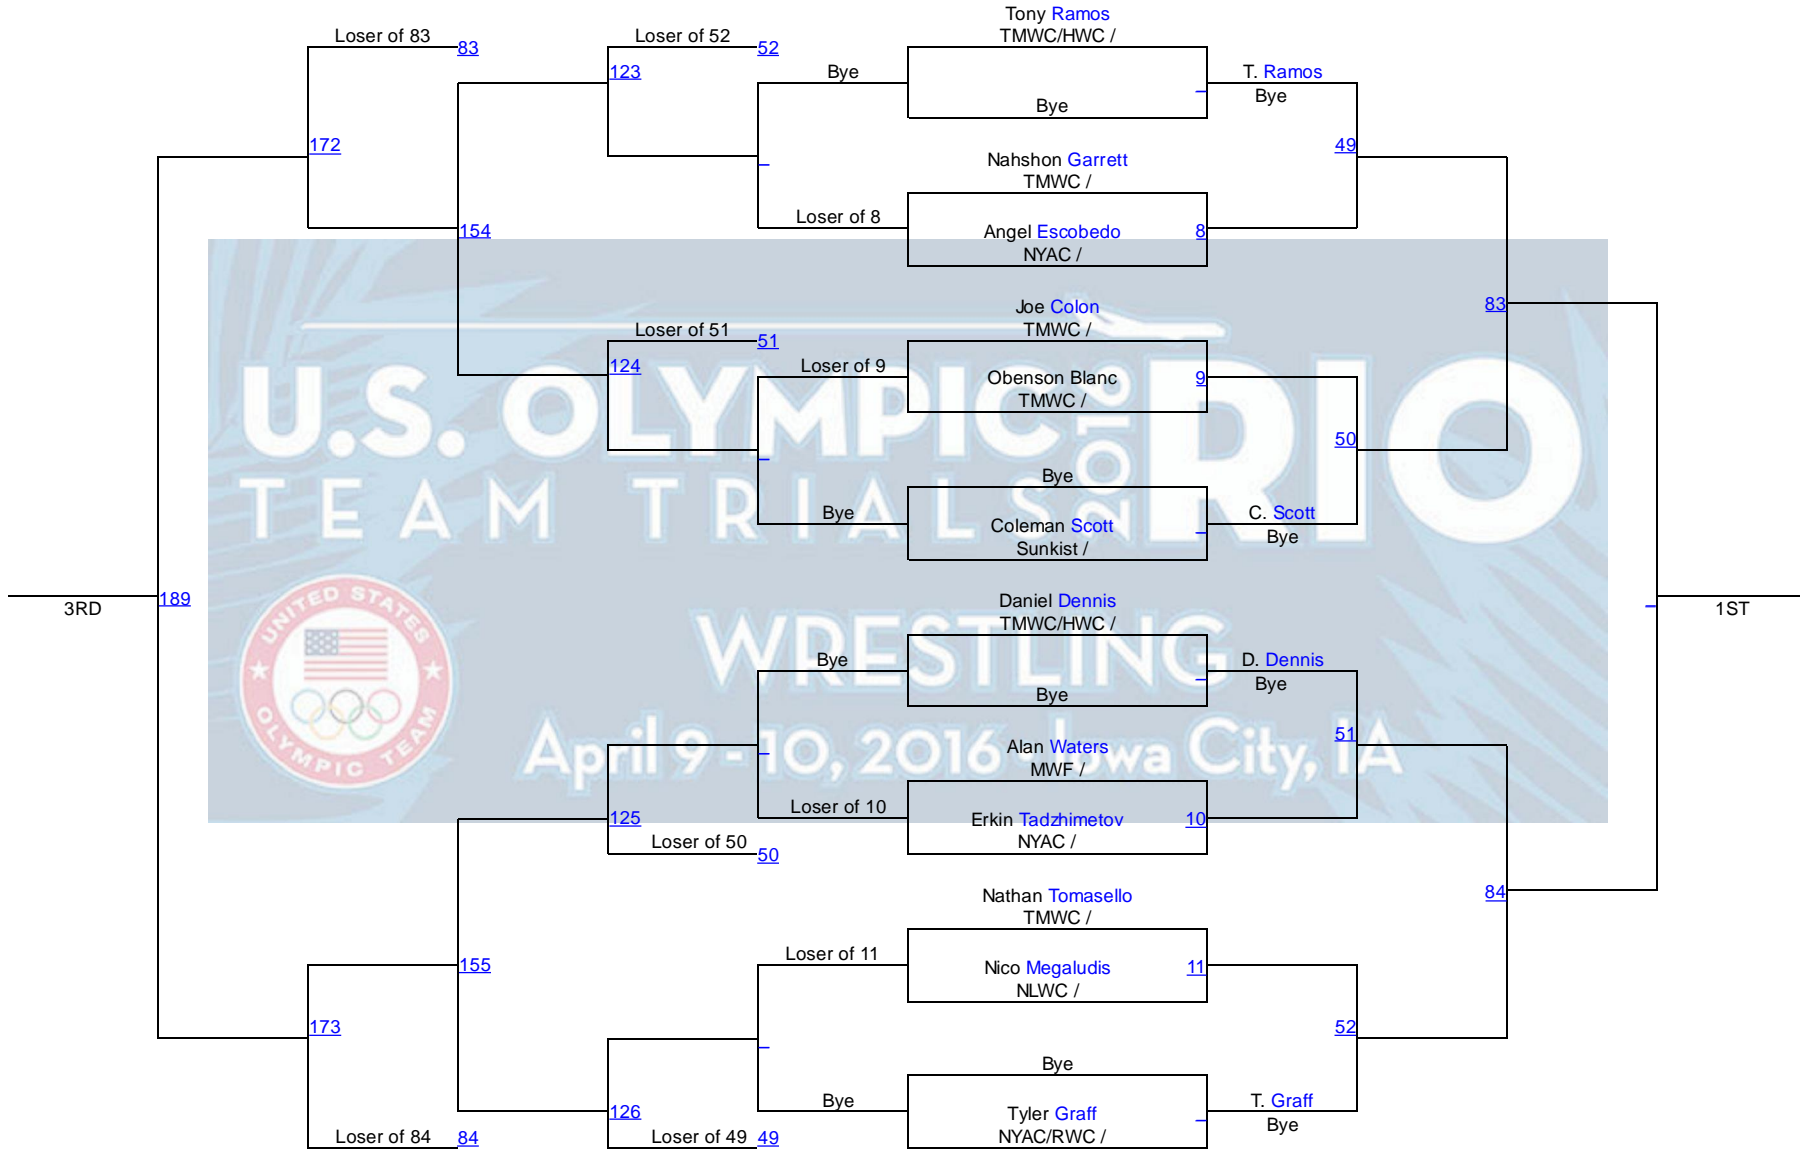 Tony Ramos
Loser of 83
83
Loser of 52
52
TMWC/HWC /
123
Bye
T. Ramos
Bye
Bye
172
49
Nahshon Garrett
TMWC /
Loser of 8
154
Angel Escobedo
8
NYAC /
Joe Colon
83
TMWC /
Loser of 51
51
124
Loser of 9
Obenson Blanc
9
TMWC /
U.S. OLYMPIC
2016
RIO
50
Bye
TEAM TRIALS
Bye
C. Scott
Coleman Scott
Bye
Sunkist /
189
3RD
1ST
UNITED STATES
OLYMPIC TEAM
Daniel Dennis
TMWC/HWC /
WRESTLING
Bye
D. Dennis
Bye
Bye
51
April 9 - 10, 2016 • Iowa City, IA
Alan Waters
MWF /
Loser of 10
125
Erkin Tadzhimetov
10
NYAC /
Loser of 50
50
Nathan Tomasello
84
TMWC /
Loser of 11
155
Nico Megaludis
11
NLWC /
173
52
Bye
Bye
T. Graff
126
Tyler Graff
Bye
Loser of 84
84
Loser of 49
49
NYAC/RWC /